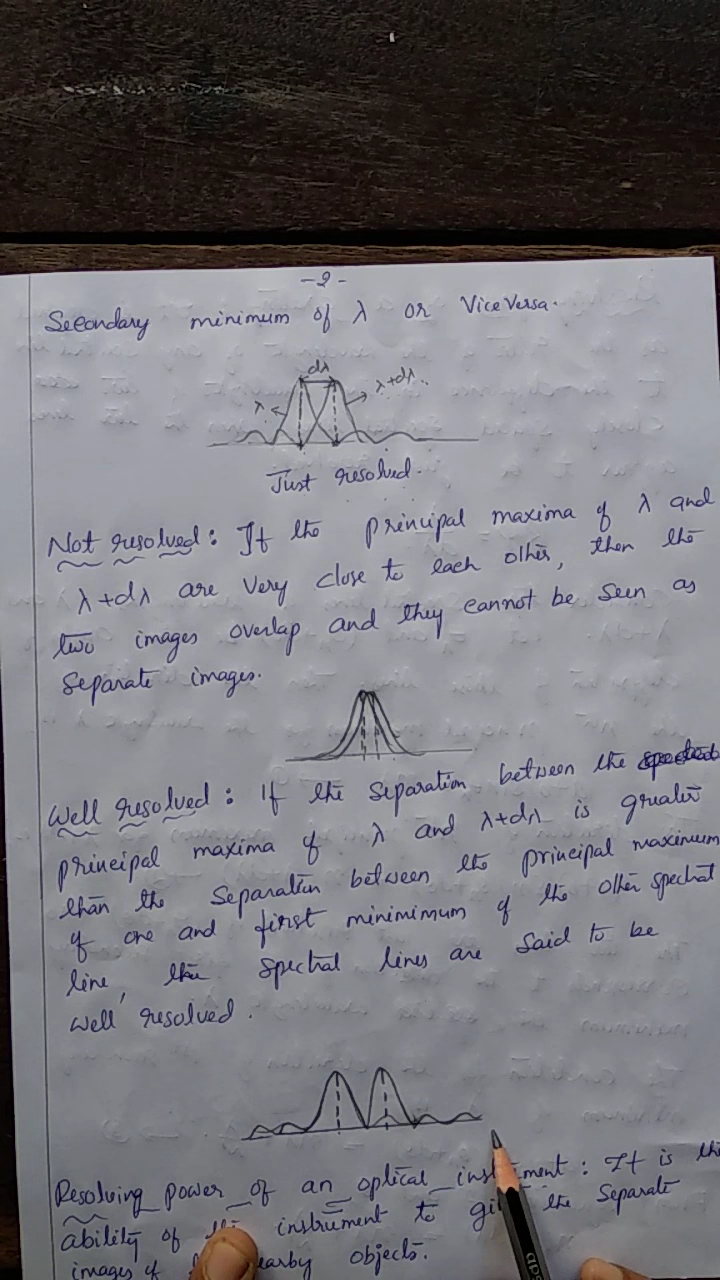 -2-
Secondary minimum of λ or Vice Versa.
dλ
λ
λ+dλ.
Just resolved.
Not resolved: If the principal maxima of λ and
λ+dλ are very close to each other, then the
two images overlap and they cannot be seen as
separate images.
Well resolved: If the separation between the
principal maxima of λ and λ+dλ is greater
than the separation between the principal maximum
of one and first minimimum of the other spectral
line, the spectral lines are said to be
well resolved.
Resolving power of an optical instrument: It is the
ability of the instrument to the separate
images of nearby objects.